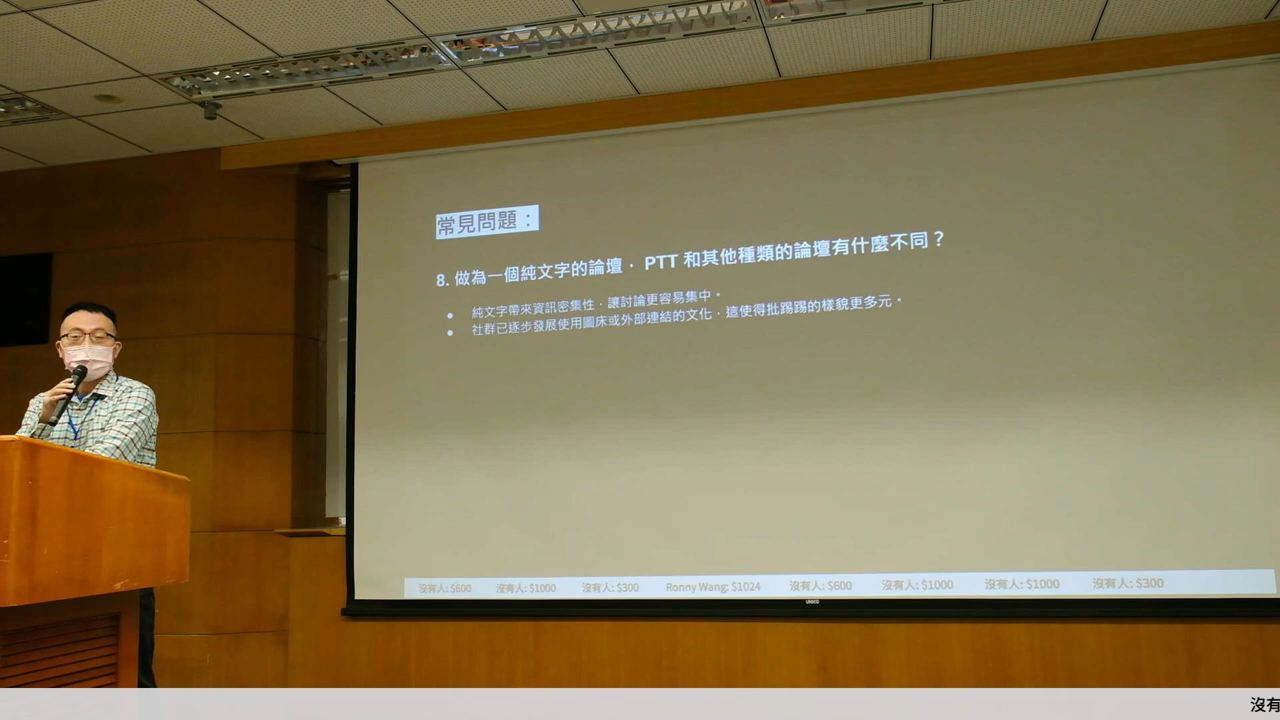 常見問題：
8. 做為一個純文字的論壇，PTT 和其他種類的論壇有什麼不同？
● 純文字帶來資訊密集性，讓討論更容易集中。
● 社群已逐步發展使用圖床或外部連結的文化，這使得批踢踢的樣貌更多元。
沒有人: $600 沒有人: $1000 沒有人: $300 Ronny Wang: $1024 沒有人: $600 沒有人: $1000 沒有人: $1000 沒有人: $300
沒有